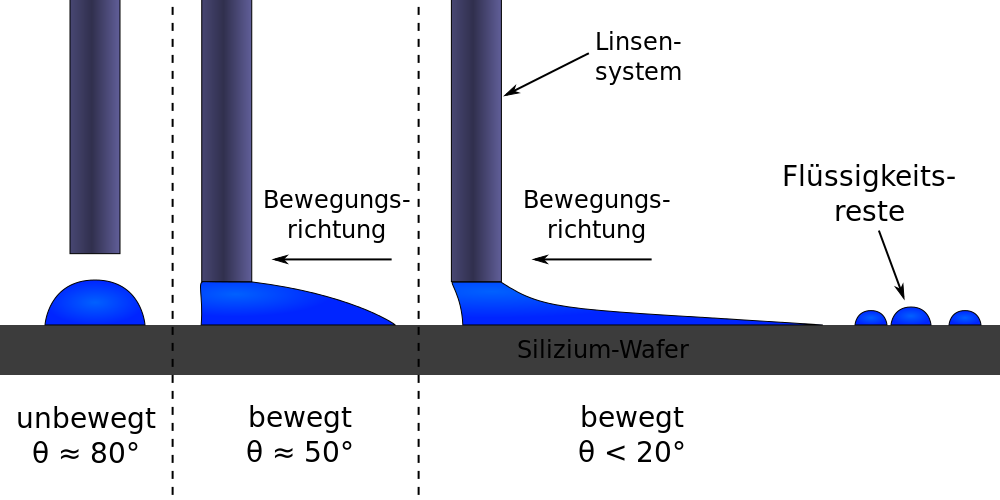 Linsen-
system
Flüssigkeits-
reste
Bewegungs-
richtung
Bewegungs-
richtung
Silizium-Wafer
unbewegt
θ ≈ 80°
bewegt
θ ≈ 50°
bewegt
θ < 20°